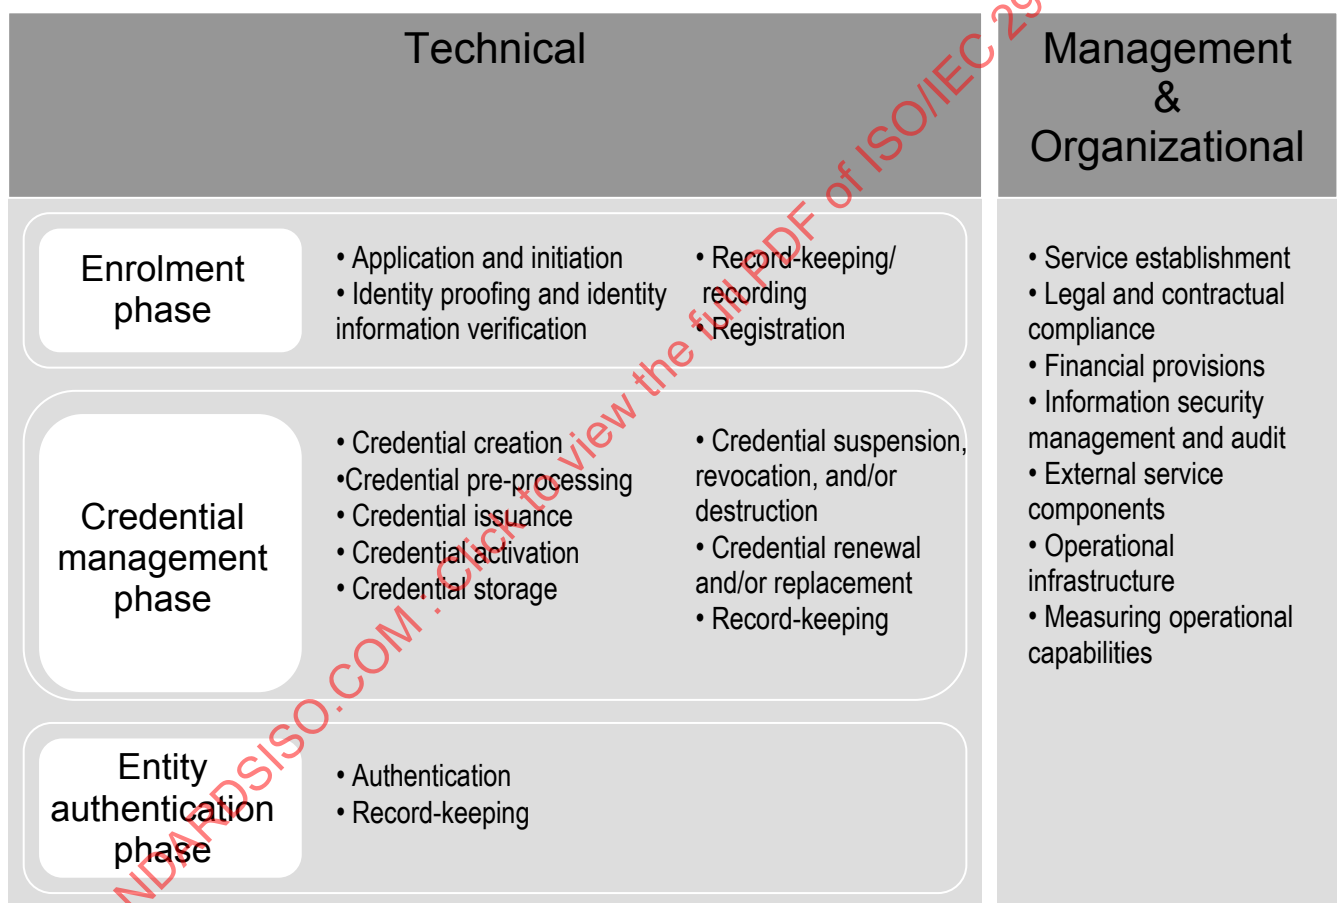 Technical
Management
&
Organizational
Enrolment
phase
• Application and initiation
• Identity proofing and identity
information verification
• Record-keeping/
recording
• Registration
Credential
management
phase
• Credential creation
•Credential pre-processing
• Credential issuance
• Credential activation
• Credential storage
• Credential suspension,
revocation, and/or
destruction
• Credential renewal
and/or replacement
• Record-keeping
Entity
authentication
phase
• Authentication
• Record-keeping
• Service establishment
• Legal and contractual
compliance
• Financial provisions
• Information security
management and audit
• External service
components
• Operational
infrastructure
• Measuring operational
capabilities
NDARDSISO.COM : Click to view the full PDF of ISO/IEC 29